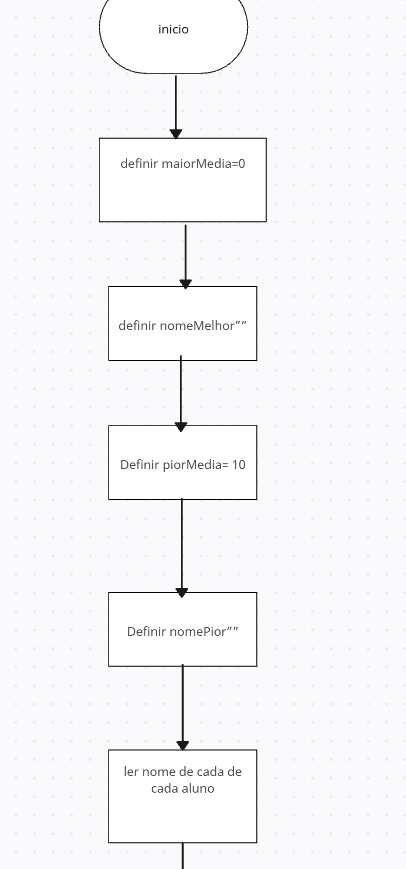 inicio
definir maiorMedia=0
definir nomeMelhor””
Definir piorMedia= 10
Definir nomePior””
ler nome de cada de
cada aluno